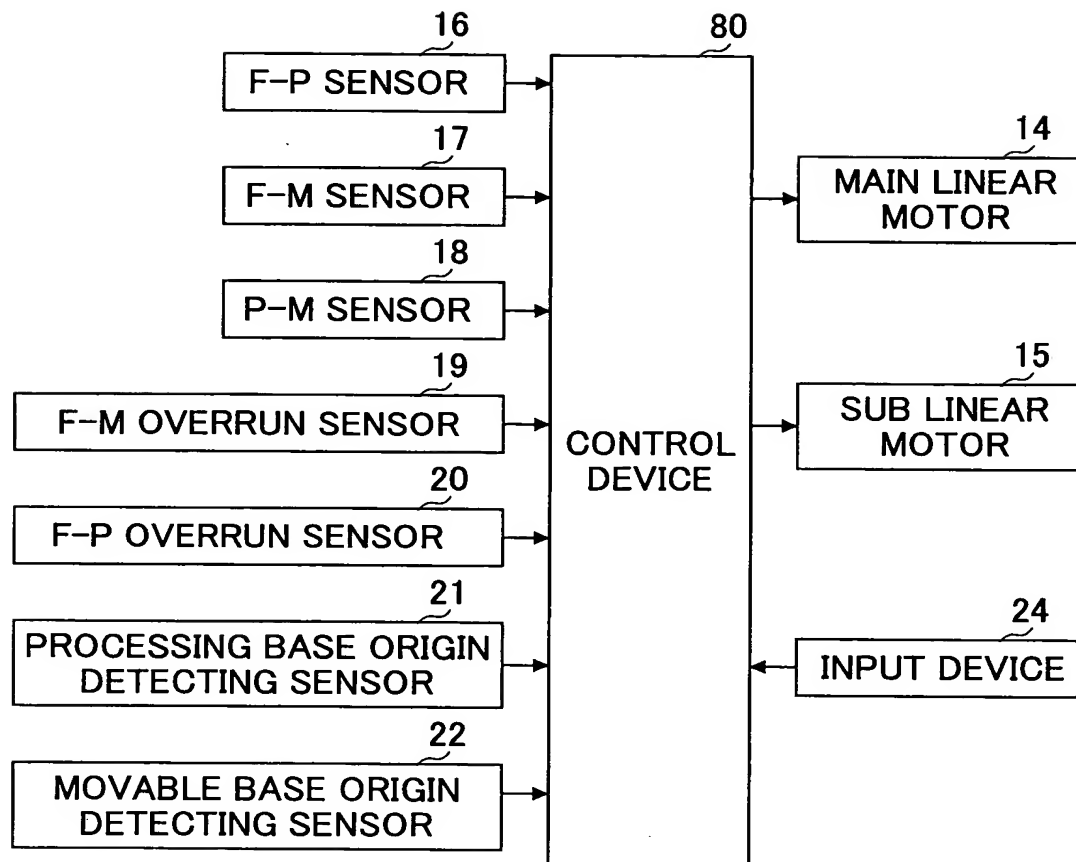 16
F-P SENSOR
17
F-M SENSOR
18
P-M SENSOR
19
F-M OVERRUN SENSOR
20
F-P OVERRUN SENSOR
21
PROCESSING BASE ORIGIN
DETECTING SENSOR
22
MOVABLE BASE ORIGIN
DETECTING SENSOR
80
CONTROL
DEVICE
14
MAIN LINEAR
MOTOR
15
SUB LINEAR
MOTOR
24
INPUT DEVICE